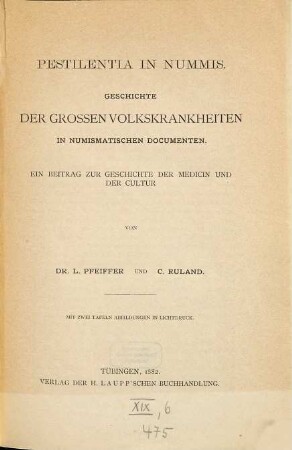 PESTILENTIA IN NUMMIS.
GESCHICHTE
DER GROSSEN VOLKSKRANKHEITEN
IN NUMISMATISCHEN DOCUMENTEN.
EIN BEITRAG ZUR GESCHICHTE DER MEDICIN UND
DER CULTUR
VON
DR. L. PFEIFFER UND C. RULAND.
MIT ZWEI TAFELN ABBILDUNGEN IN LICHTDRUCK.
TÜBINGEN, 1882.
VERLAG DER H. LAUPP'SCHEN BUCHHANDLUNG.
XIX, 6
475